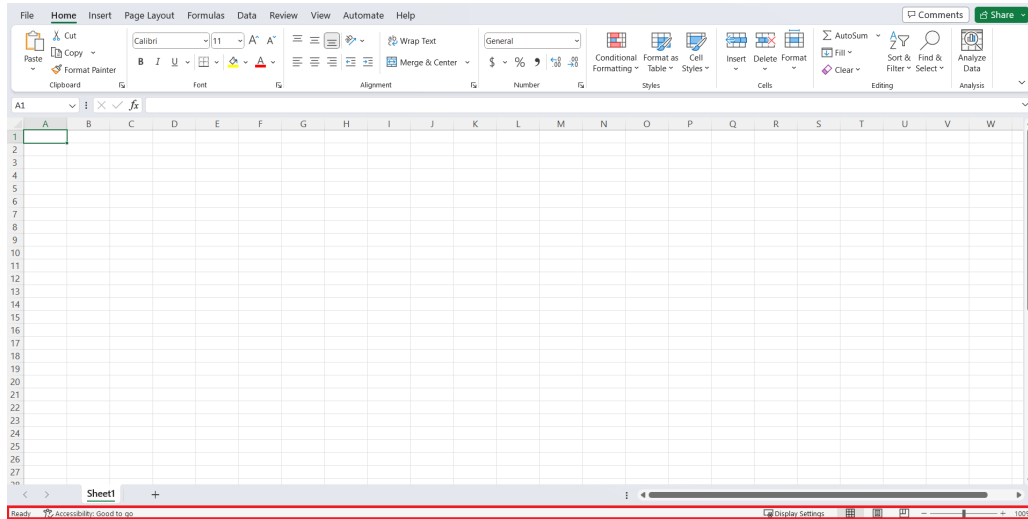 File Home Insert Page Layout Formulas Data Review View Automate Help Comments Share
Paste
Cut
Copy
Format Painter
Clipboard
Calibri 11 A^ A˅
B I U A
Font
Wrap Text
Merge & Center
Alignment
General
$ % 9
Number
Conditional Formatting
Format as Table
Cell Styles
Styles
Insert Delete Format
Cells
AutoSum
Fill
Clear
Sort & Filter
Find & Select
Editing
Analyze Data
Analysis
A1 fx
A B C D E F G H I J K L M N O P Q R S T U V W
1
2
3
4
5
6
7
8
9
10
11
12
13
14
15
16
17
18
19
20
21
22
23
24
25
26
27
Sheet1 +
Ready Accessibility: Good to go Display Settings - + 100%